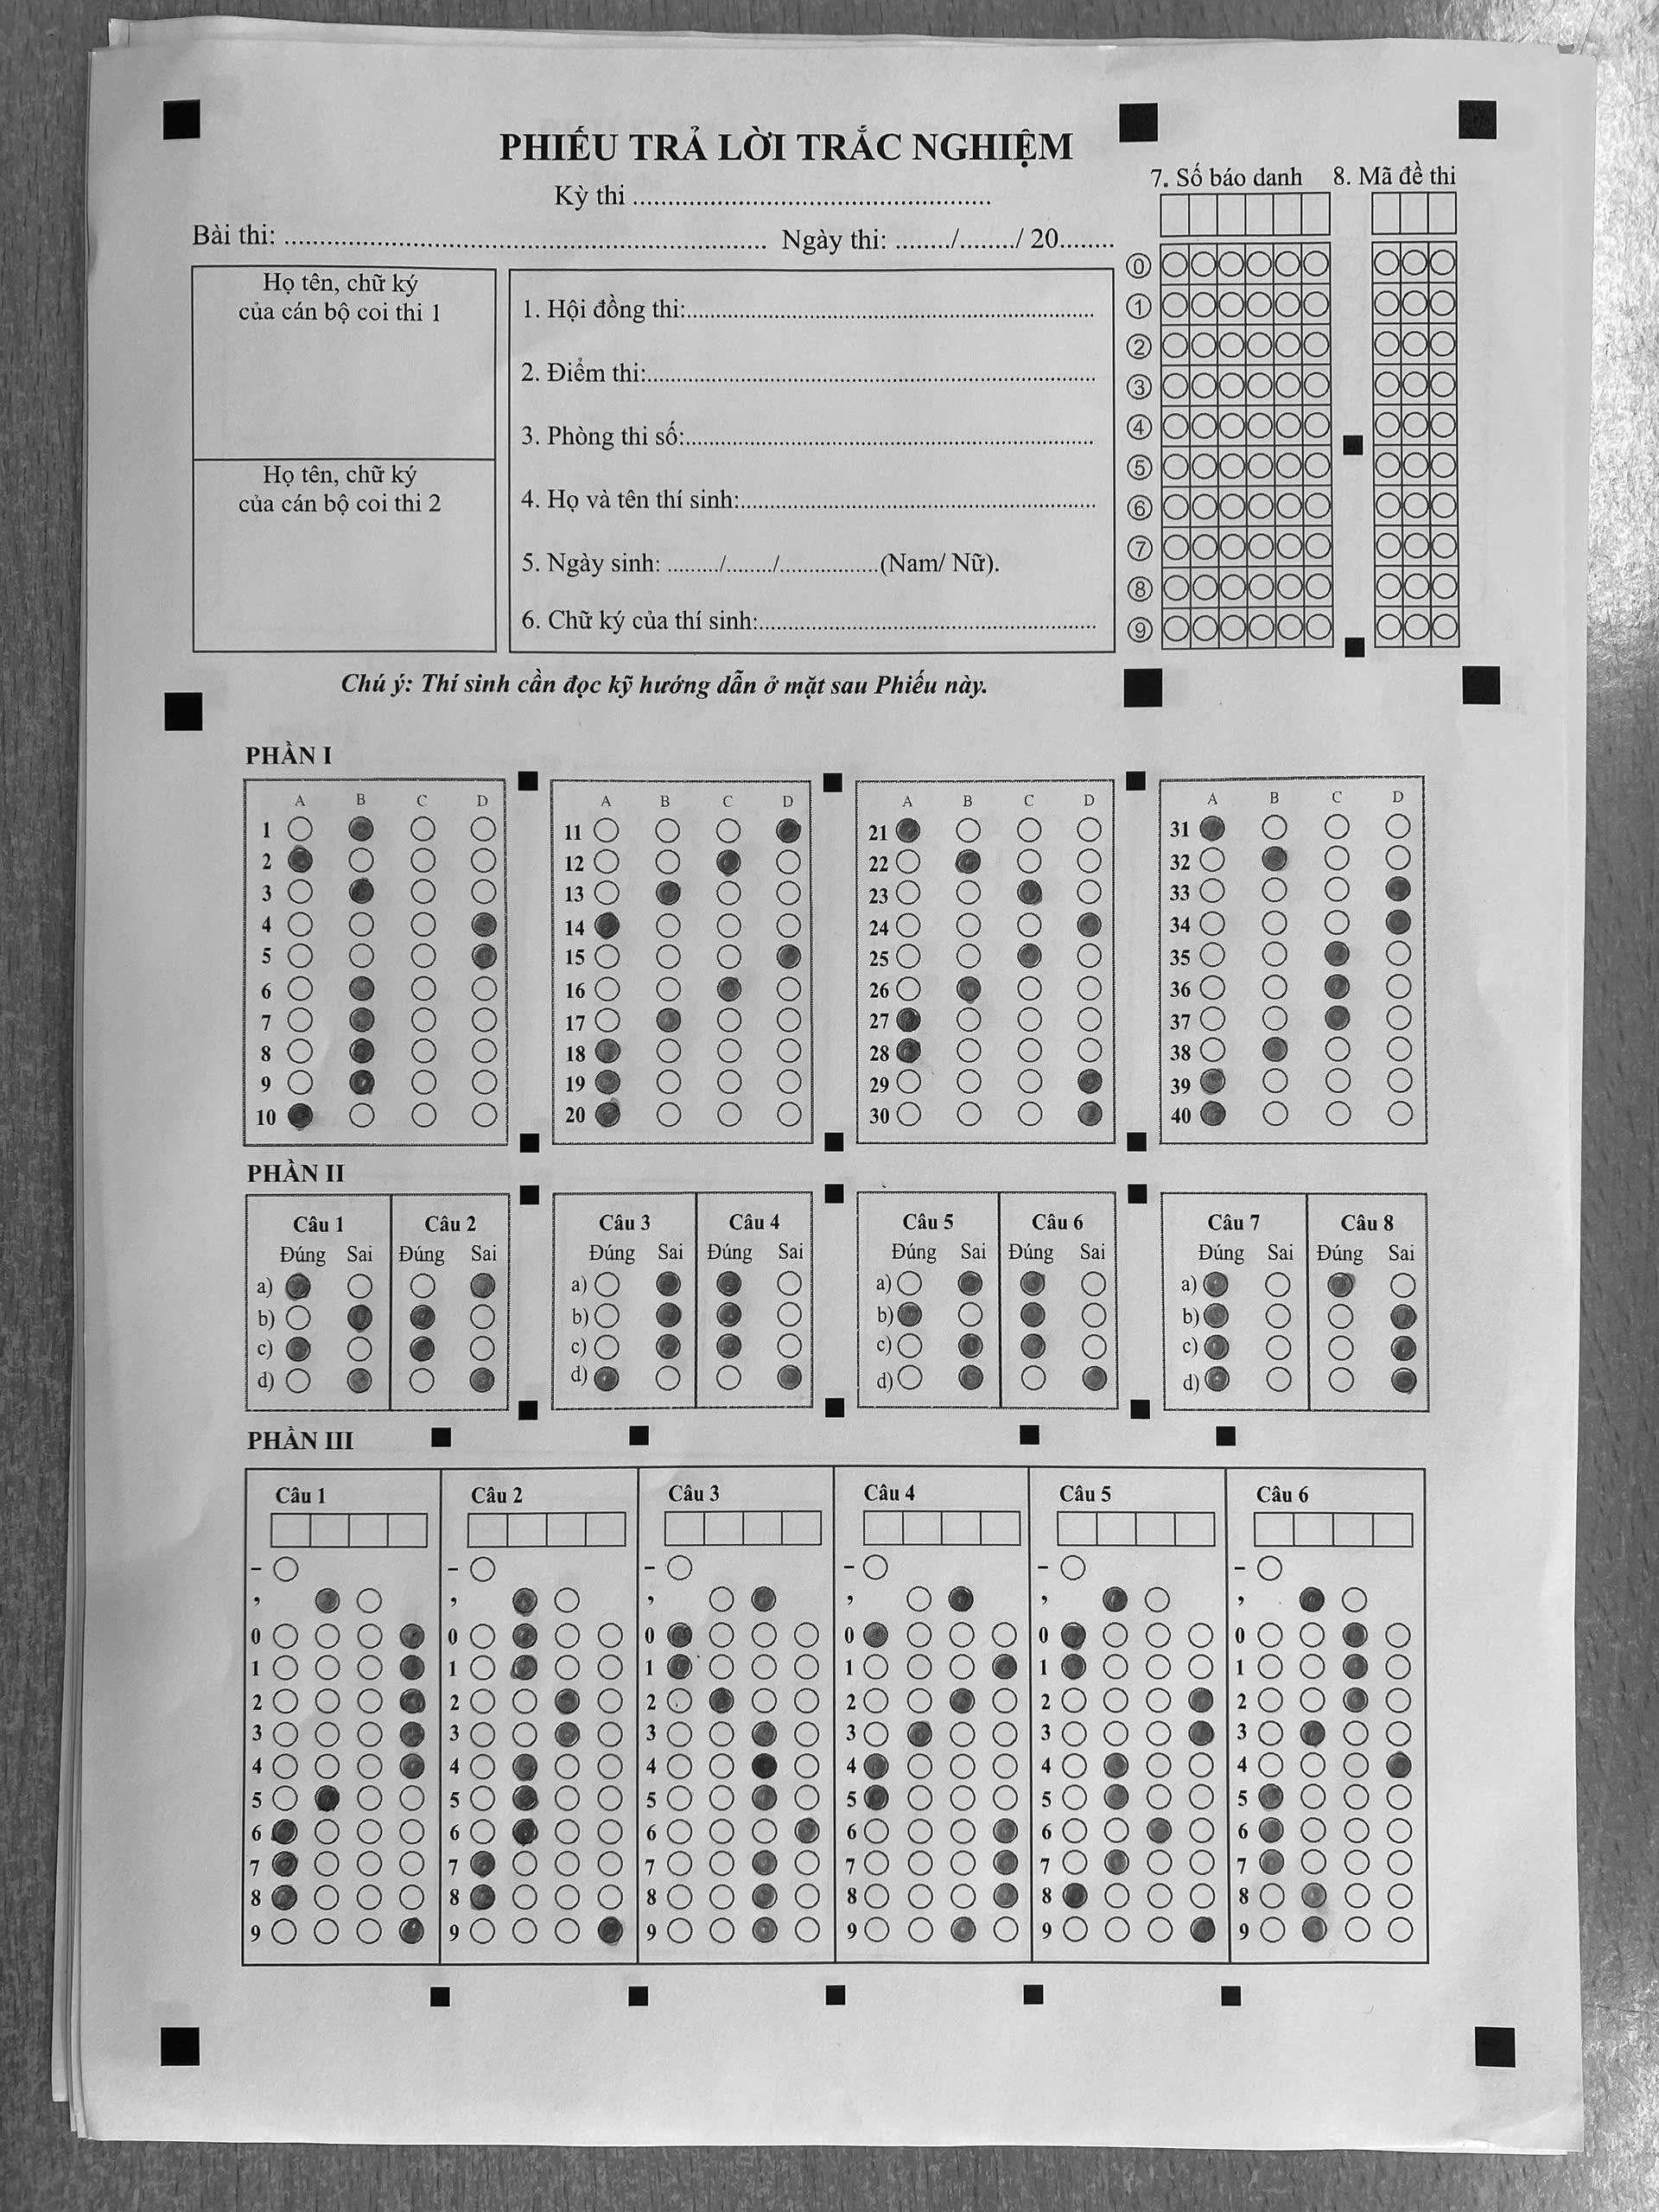 PHIẾU TRẢ LỜI TRẮC NGHIỆM
Kỳ thi ...................................................
Bài thi: .................................................................... Ngày thi: ......../......../ 20........
7. Số báo danh 8. Mã đề thi
Họ tên, chữ ký
của cán bộ coi thi 1
Họ tên, chữ ký
của cán bộ coi thi 2
1. Hội đồng thi:..............................................................
2. Điểm thi:....................................................................
3. Phòng thi số:..............................................................
4. Họ và tên thí sinh:......................................................
5. Ngày sinh: ......../......../................(Nam/ Nữ).
6. Chữ ký của thí sinh:...................................................
0
1
2
3
4
5
6
7
8
9
Chú ý: Thí sinh cần đọc kỹ hướng dẫn ở mặt sau Phiếu này.
PHẦN I
A B C D A B C D A B C D A B C D
1 11 21 31
2 12 22 32
3 13 23 33
4 14 24 34
5 15 25 35
6 16 26 36
7 17 27 37
8 18 28 38
9 19 29 39
10 20 30 40
PHẦN II
Câu 1 Câu 2 Câu 3 Câu 4 Câu 5 Câu 6 Câu 7 Câu 8
Đúng Sai Đúng Sai Đúng Sai Đúng Sai Đúng Sai Đúng Sai Đúng Sai Đúng Sai
a) a) a) a)
b) b) b) b)
c) c) c) c)
d) d) d) d)
PHẦN III
Câu 1 Câu 2 Câu 3 Câu 4 Câu 5 Câu 6
- - - - - -
, , , , , ,
0 0 0 0 0 0
1 1 1 1 1 1
2 2 2 2 2 2
3 3 3 3 3 3
4 4 4 4 4 4
5 5 5 5 5 5
6 6 6 6 6 6
7 7 7 7 7 7
8 8 8 8 8 8
9 9 9 9 9 9